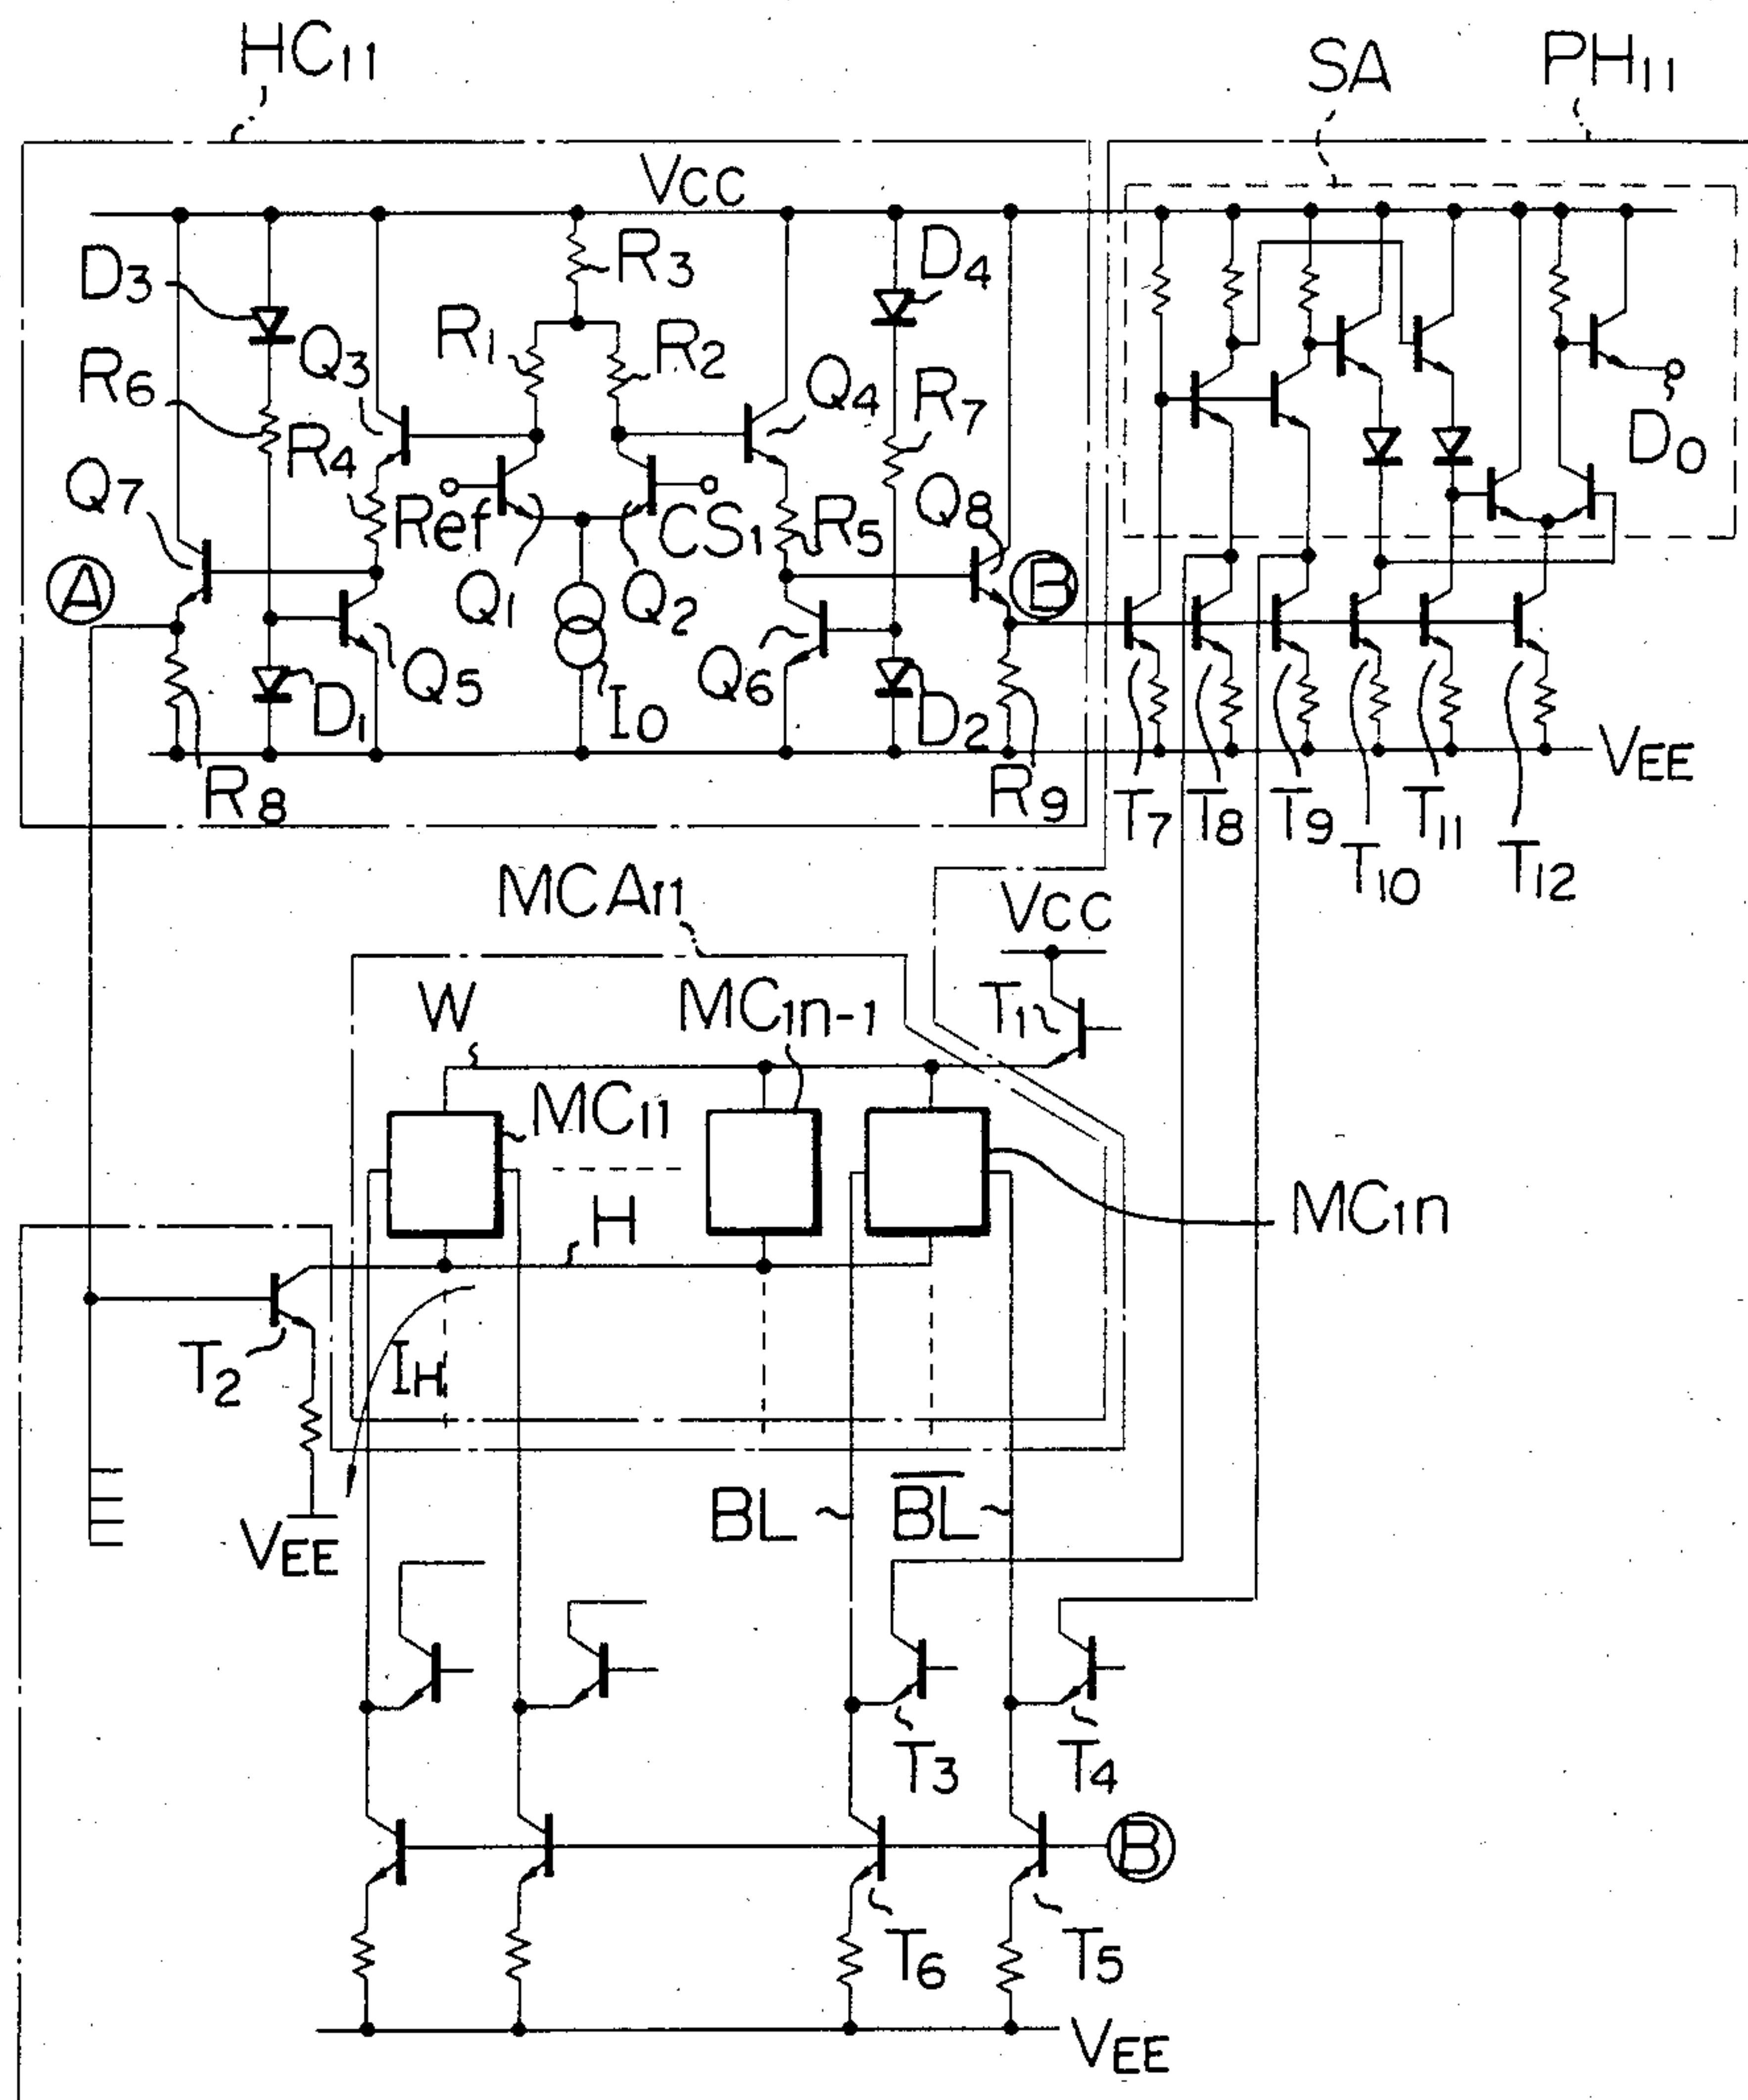 HC11
SA
PH11
VCC
D3
R3
D4
R1
R2
Q3
Q4
R6
R7
R4
D0
Q7
Ref
CS1
R5
Q8
A
B
Q1
Q2
Q5
Q6
D1
I0
D2
VEE
R8
R9
T7
T8
T9
T10
T11
T12
MCA11
VCC
W
MC1n-1
T1
MC11
H
MC1n
T2
IH
BL
BL
VEE
T3
T4
B
T6
T5
VEE